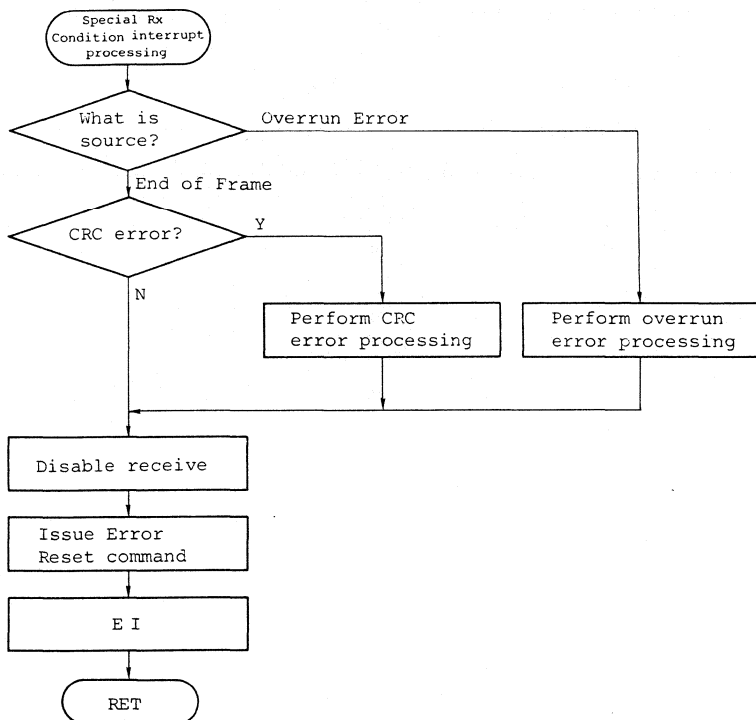 Special Rx
Condition interrupt
processing
What is
source?
Overrun Error
End of Frame
CRC error?
Y
N
Perform CRC
error processing
Perform overrun
error processing
Disable receive
Issue Error
Reset command
E I
RET